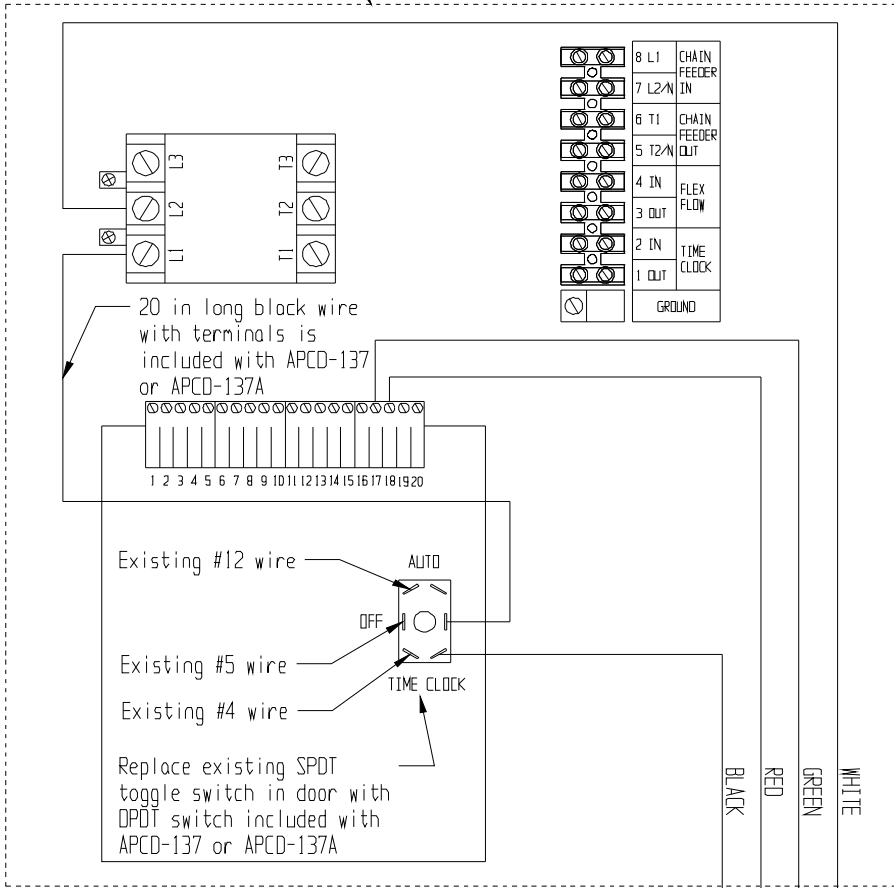 8 L1
CHAIN
FEEDER
7 L2/N
IN
6 T1
CHAIN
FEEDER
5 T2/N
OUT
4 IN
FLEX
3 OUT
FLOW
2 IN
TIME
1 OUT
CLOCK
GROUND
L3
T3
L2
T2
L1
T1
20 in long black wire
with terminals is
included with APCD-137
or APCD-137A
1 2 3 4 5 6 7 8 9 10 11 12 13 14 15 16 17 18 19 20
Existing #12 wire
AUTO
OFF
Existing #5 wire
TIME CLOCK
Existing #4 wire
Replace existing SPDT
toggle switch in door with
DPDT switch included with
APCD-137 or APCD-137A
BLACK
RED
GREEN
WHITE